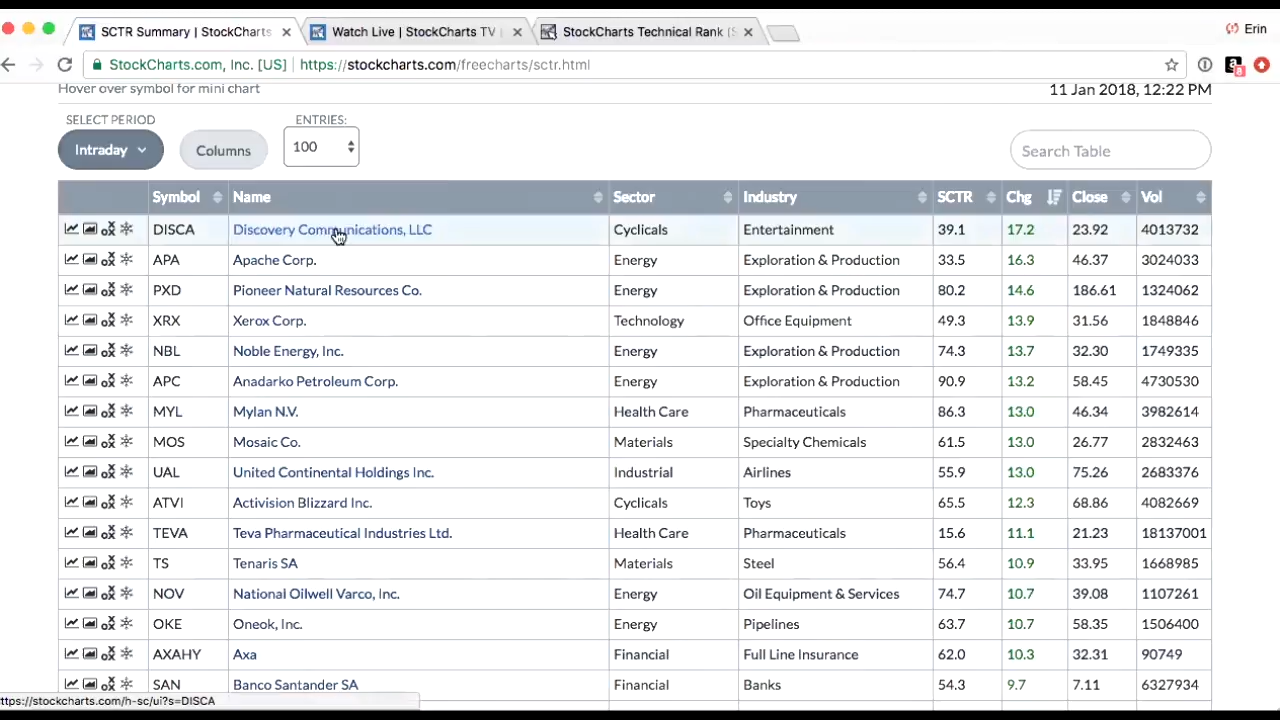 SCTR Summary | StockCharts
Watch Live | StockCharts TV
StockCharts Technical Rank (S
Erin
StockCharts.com, Inc. [US] | https://stockcharts.com/freecharts/sctr.html
8
Hover over symbol for mini chart
11 Jan 2018, 12:22 PM
SELECT PERIOD
ENTRIES:
Intraday
Columns
100
Search Table
Symbol Name Sector Industry SCTR Chg Close Vol
DISCA Discovery Communications, LLC Cyclicals Entertainment 39.1 17.2 23.92 4013732
APA Apache Corp. Energy Exploration & Production 33.5 16.3 46.37 3024033
PXD Pioneer Natural Resources Co. Energy Exploration & Production 80.2 14.6 186.61 1324062
XRX Xerox Corp. Technology Office Equipment 49.3 13.9 31.56 1848846
NBL Noble Energy, Inc. Energy Exploration & Production 74.3 13.7 32.30 1749335
APC Anadarko Petroleum Corp. Energy Exploration & Production 90.9 13.2 58.45 4730530
MYL Mylan N.V. Health Care Pharmaceuticals 86.3 13.0 46.34 3982614
MOS Mosaic Co. Materials Specialty Chemicals 61.5 13.0 26.77 2832463
UAL United Continental Holdings Inc. Industrial Airlines 55.9 13.0 75.26 2683376
ATVI Activision Blizzard Inc. Cyclicals Toys 65.5 12.3 68.86 4082669
TEVA Teva Pharmaceutical Industries Ltd. Health Care Pharmaceuticals 15.6 11.1 21.23 18137001
TS Tenaris SA Materials Steel 56.4 10.9 33.95 1668985
NOV National Oilwell Varco, Inc. Energy Oil Equipment & Services 74.7 10.7 39.08 1107261
OKE Oneok, Inc. Energy Pipelines 63.7 10.7 58.35 1506400
AXAHY Axa Financial Full Line Insurance 62.0 10.3 32.31 90749
SAN Banco Santander SA Financial Banks 54.3 9.7 7.11 6327934
ttps://stockcharts.com/h-sc/ui?s=DISCA